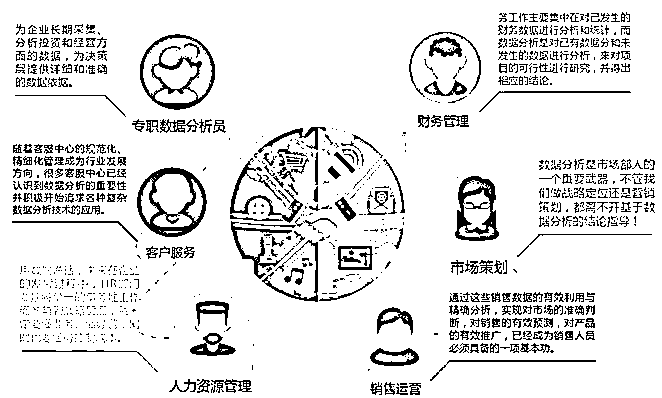 为企业长期采集、
分析投资和经营方
面的数据，为决策
层提供详细和准确
的数据依据。
专职数据分析员
务工作主要集中在对已发生的
财务数据进行分析和统计，而
数据分析是对已有数据分和未
发生的数据进行分析，来对项
目的可行性进行研究，并得出
相应的结论。
财务管理
随着客服中心的规范化、
精细化管理成为行业发展
方向，很多客服中心已经
认识到数据分析的重要性
并积极开始追求各种复杂
数据分析技术的应用。
客户服务
数据分析是市场部人的
一个重要武器，不管我
们做战略定位还是营销
策划，都离不开基于数
据分析的结论指导！
市场策划、
人力资源管理
通过这些销售数据的有效利用与
精确分析，实现对市场的准确判
断，对销售的有效预测，对产品
的有效推广，已经成为销售人员
必须具备的一项基本功。
销售运营